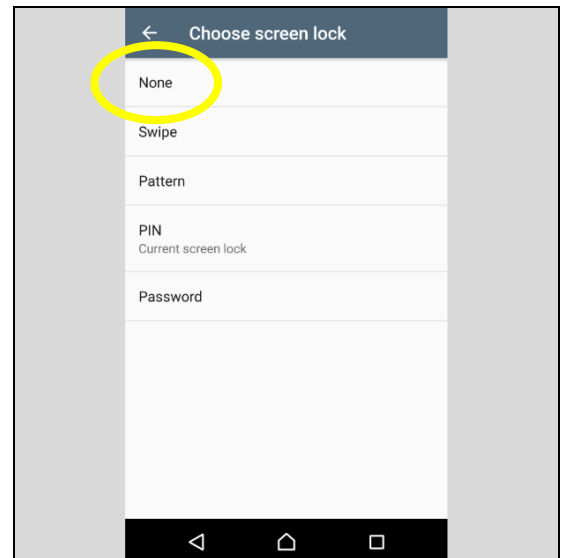 Choose screen lock
None
Swipe
Pattern
PIN
Current screen lock
Password